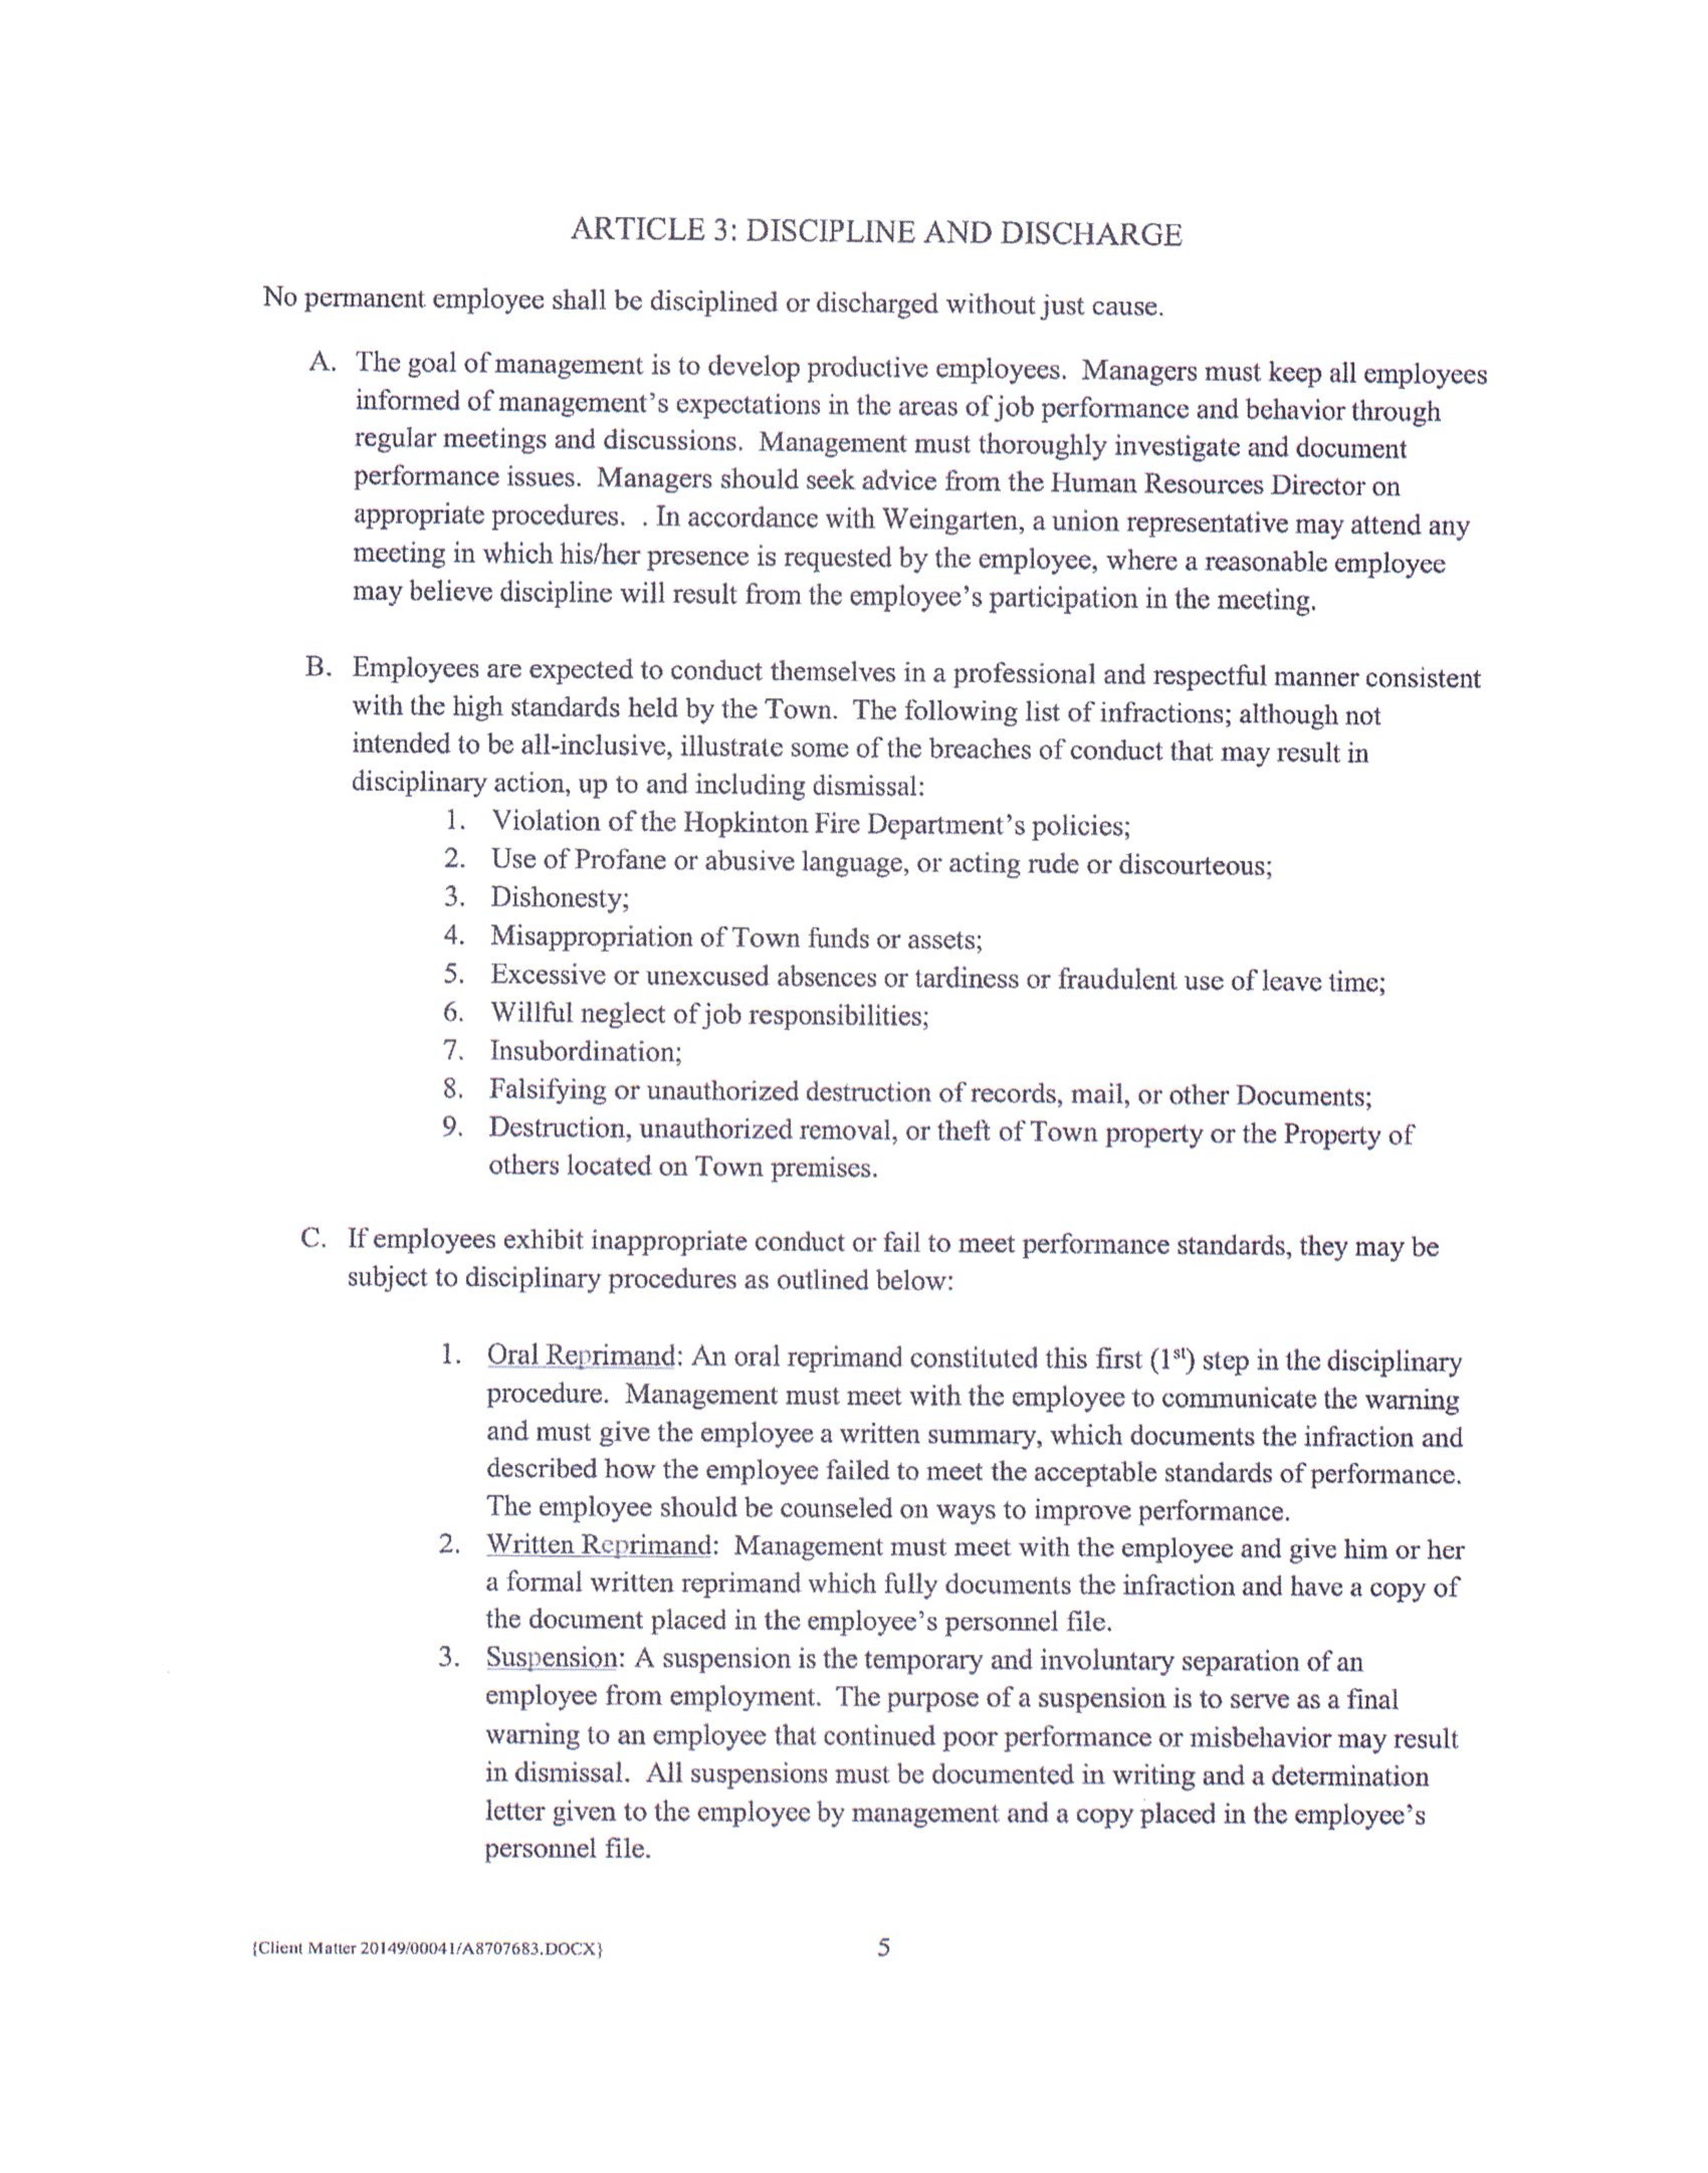 ARTICLE 3: DISCIPLINE AND DISCHARGE
No permanent employee shall be disciplined or discharged without just cause.
A. The goal of management is to develop productive employees. Managers must keep all employees
informed of management's expectations in the areas of job performance and behavior through
regular meetings and discussions. Management must thoroughly investigate and document
performance issues. Managers should seek advice from the Human Resources Director on
appropriate procedures. . In accordance with Weingarten, a union representative may attend any
meeting in which his/her presence is requested by the employee, where a reasonable employee
may believe discipline will result from the employee's participation in the meeting.
B. Employees are expected to conduct themselves in a professional and respectful manner consistent
with the high standards held by the Town. The following list of infractions; although not
intended to be all-inclusive, illustrate some of the breaches of conduct that may result in
disciplinary action, up to and including dismissal:
1. Violation of the Hopkinton Fire Department's policies;
2. Use of Profane or abusive language, or acting rude or discourteous;
3. Dishonesty;
4. Misappropriation of Town funds or assets;
5. Excessive or unexcused absences or tardiness or fraudulent use of leave time;
6. Willful neglect of job responsibilities;
7. Insubordination;
8. Falsifying or unauthorized destruction of records, mail, or other Documents;
9. Destruction, unauthorized removal, or theft of Town property or the Property of
others located on Town premises.
C. If employees exhibit inappropriate conduct or fail to meet performance standards, they may be
subject to disciplinary procedures as outlined below:
1. Oral Reprimand: An oral reprimand constituted this first (1st) step in the disciplinary
procedure. Management must meet with the employee to communicate the warning
and must give the employee a written summary, which documents the infraction and
described how the employee failed to meet the acceptable standards of performance.
The employee should be counseled on ways to improve performance.
2. Written Reprimand: Management must meet with the employee and give him or her
a formal written reprimand which fully documents the infraction and have a copy of
the document placed in the employee's personnel file.
3. Suspension: A suspension is the temporary and involuntary separation of an
employee from employment. The purpose of a suspension is to serve as a final
warning to an employee that continued poor performance or misbehavior may result
in dismissal. All suspensions must be documented in writing and a determination
letter given to the employee by management and a copy placed in the employee's
personnel file.
{Client Matter 20149/00041/A8707683.DOCX} 5